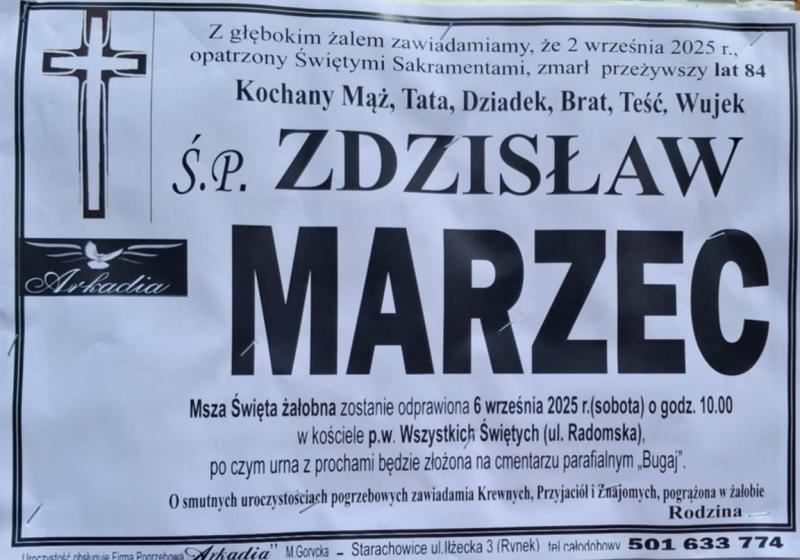 Z głębokim żalem zawiadamiamy, że 2 września 2025 r.,
opatrzony Świętymi Sakramentami, zmarł przeżywszy lat 84
Kochany Mąż, Tata, Dziadek, Brat, Teść, Wujek
Ś.P. ZDZISŁAW
MARZEC
Arkadia
Msza Święta żałobna zostanie odprawiona 6 września 2025 r.(sobota) o godz. 10.00
w kościele p.w. Wszystkich Świętych (ul. Radomska),
po czym urna z prochami będzie złożona na cmentarzu parafialnym „Bugaj”.
O smutnych uroczystościach pogrzebowych zawiadamia Krewnych, Przyjaciół i Znajomych, pogrążona w żałobie
Rodzina
Uroczystość obsługuje Firma Pogrzebowa "Arkadia" M.Gorycka – Starachowice ul.Iłżecka 3 (Rynek) tel całodobowy 501 633 774